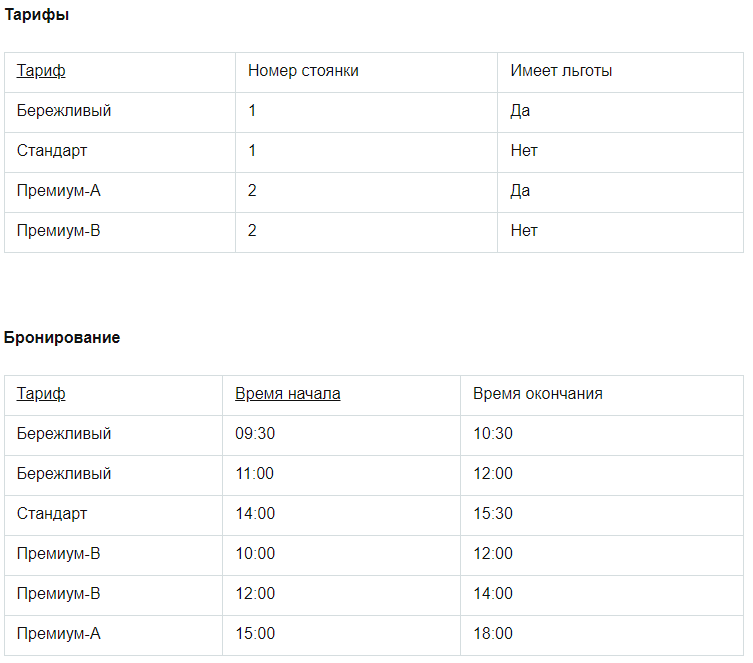 Тарифы
Тариф Номер стоянки Имеет льготы
Бережливый 1 Да
Стандарт 1 Нет
Премиум-А 2 Да
Премиум-В 2 Нет
Бронирование
Тариф Время начала Время окончания
Бережливый 09:30 10:30
Бережливый 11:00 12:00
Стандарт 14:00 15:30
Премиум-В 10:00 12:00
Премиум-В 12:00 14:00
Премиум-А 15:00 18:00